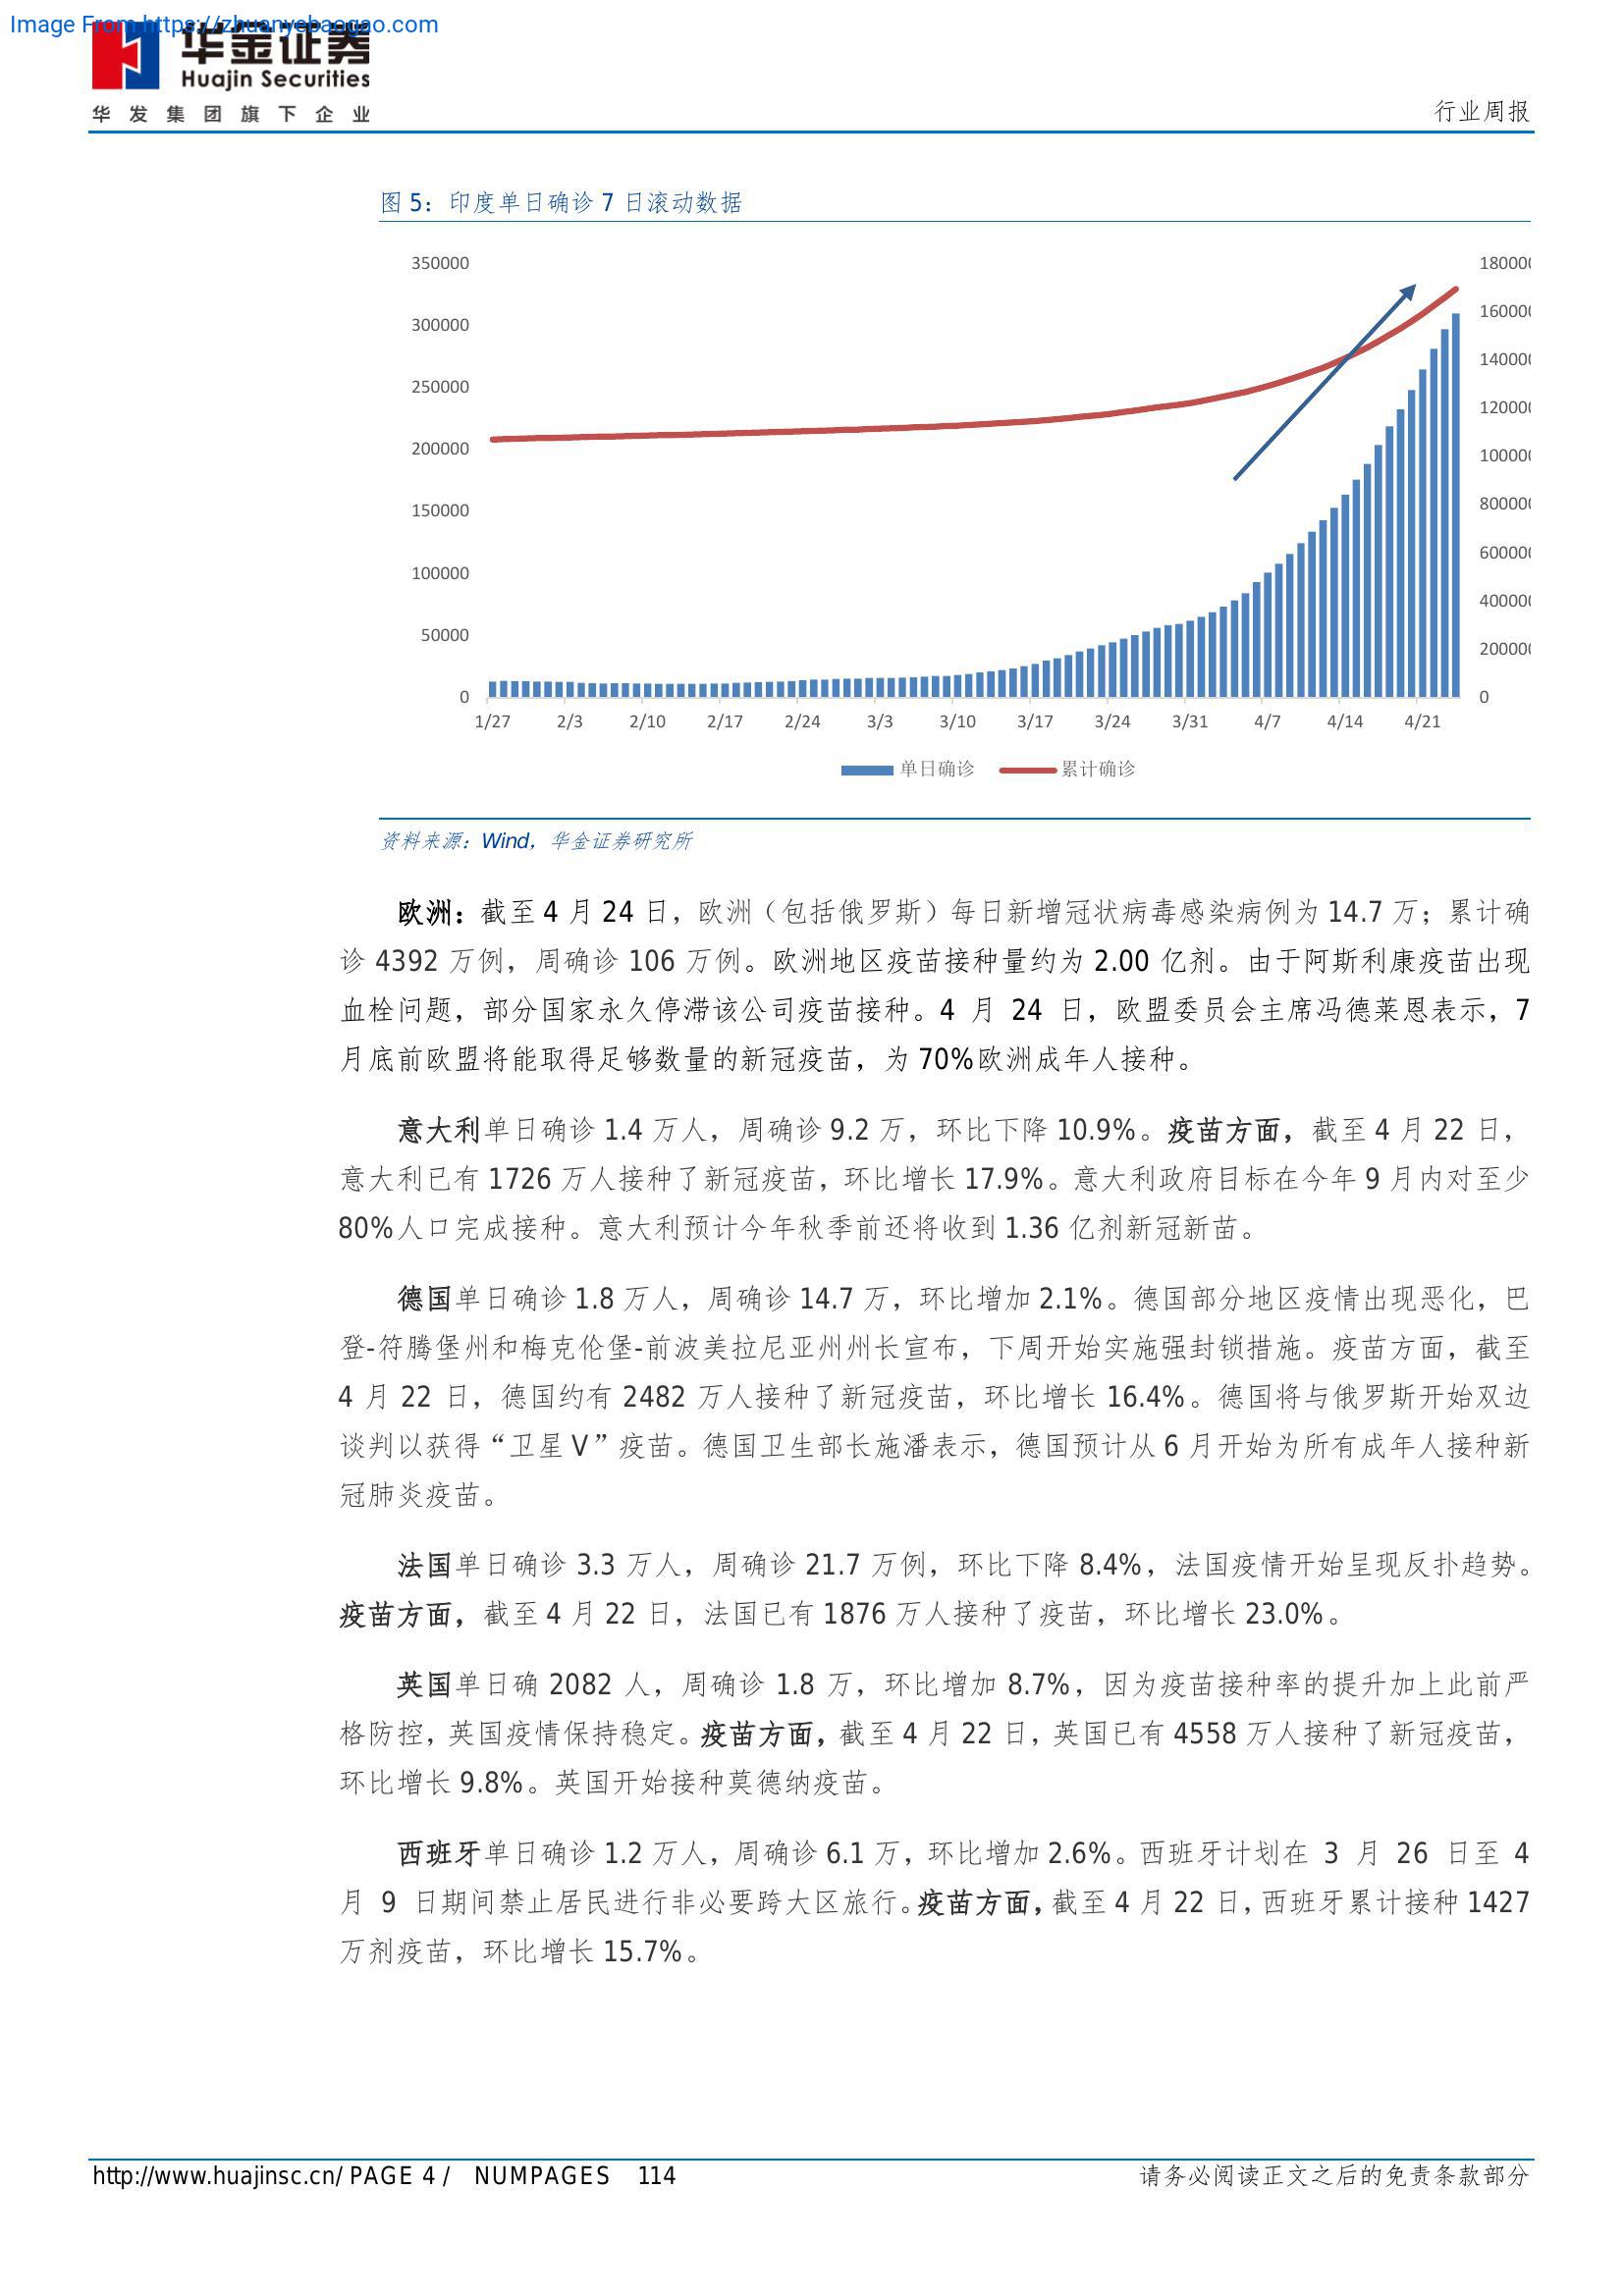 Image From https://zhuanyebaogao.com
华金证券
Huajin Securities
华发集团旗下企业
行业周报
图 5：印度单日确诊 7 日滚动数据
350000
300000
250000
200000
150000
100000
50000
0
1/27 2/3 2/10 2/17 2/24 3/3 3/10 3/17 3/24 3/31 4/7 4/14 4/21
0
单日确诊 累计确诊
资料来源：Wind，华金证券研究所
欧洲：截至 4 月 24 日，欧洲（包括俄罗斯）每日新增冠状病毒感染病例为 14.7 万；累计确
诊 4392 万例，周确诊 106 万例。欧洲地区疫苗接种量约为 2.00 亿剂。由于阿斯利康疫苗出现
血栓问题，部分国家永久停滞该公司疫苗接种。4 月 24 日，欧盟委员会主席冯德莱恩表示，7
月底前欧盟将能取得足够数量的新冠疫苗，为 70%欧洲成年人接种。
意大利单日确诊 1.4 万人，周确诊 9.2 万，环比下降 10.9%。疫苗方面，截至 4 月 22 日，
意大利已有 1726 万人接种了新冠疫苗，环比增长 17.9%。意大利政府目标在今年 9 月内对至少
80%人口完成接种。意大利预计今年秋季前还将收到 1.36 亿剂新冠新苗。
德国单日确诊 1.8 万人，周确诊 14.7 万，环比增加 2.1%。德国部分地区疫情出现恶化，巴
登-符腾堡州和梅克伦堡-前波美拉尼亚州州长宣布，下周开始实施强封锁措施。疫苗方面，截至
4 月 22 日，德国约有 2482 万人接种了新冠疫苗，环比增长 16.4%。德国将与俄罗斯开始双边
谈判以获得“卫星 V”疫苗。德国卫生部长施潘表示，德国预计从 6 月开始为所有成年人接种新
冠肺炎疫苗。
法国单日确诊 3.3 万人，周确诊 21.7 万例，环比下降 8.4%，法国疫情开始呈现反扑趋势。
疫苗方面，截至 4 月 22 日，法国已有 1876 万人接种了疫苗，环比增长 23.0%。
英国单日确 2082 人，周确诊 1.8 万，环比增加 8.7%，因为疫苗接种率的提升加上此前严
格防控，英国疫情保持稳定。疫苗方面，截至 4 月 22 日，英国已有 4558 万人接种了新冠疫苗，
环比增长 9.8%。英国开始接种莫德纳疫苗。
西班牙单日确诊 1.2 万人，周确诊 6.1 万，环比增加 2.6%。西班牙计划在 3 月 26 日至 4
月 9 日期间禁止居民进行非必要跨大区旅行。疫苗方面，截至 4 月 22 日，西班牙累计接种 1427
万剂疫苗，环比增长 15.7%。
http://www.huajinsc.cn/ PAGE 4 / NUMPAGES 114
请务必阅读正文之后的免责条款部分